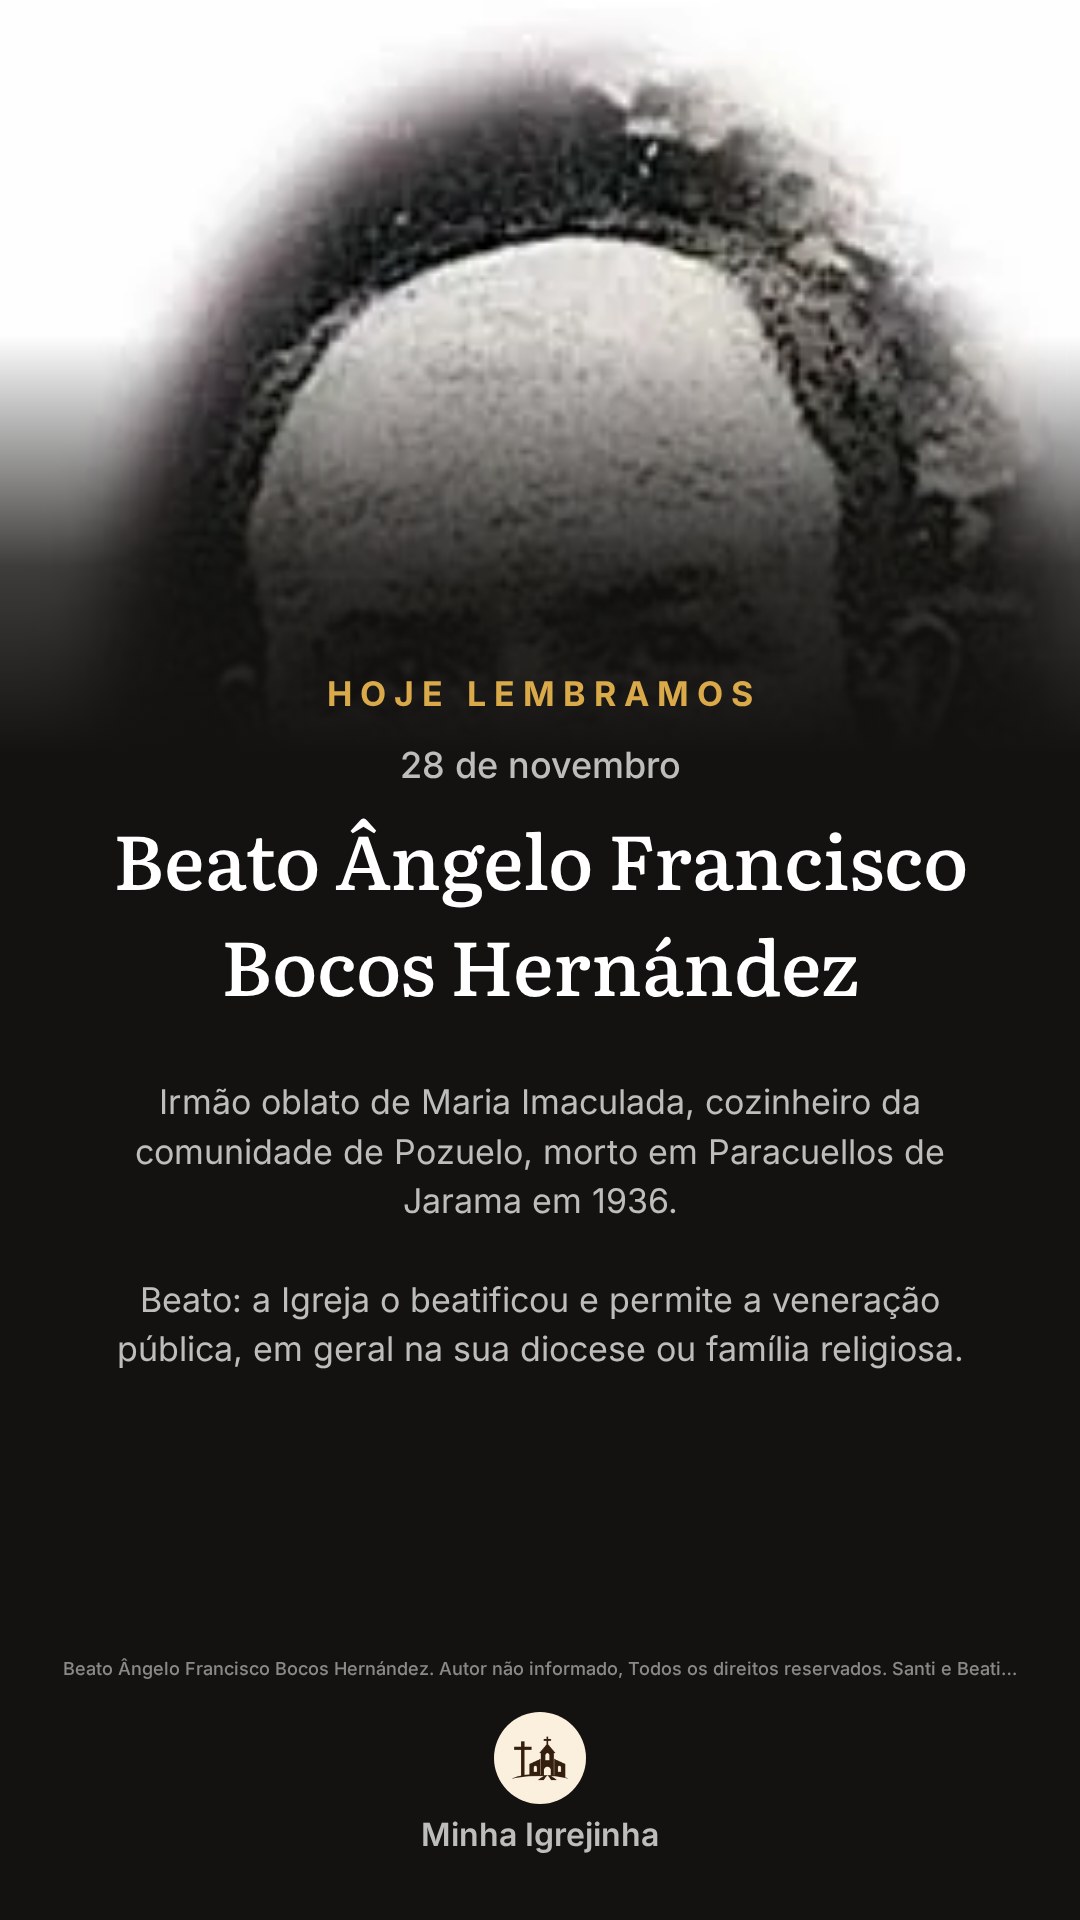 HOJE LEMBRAMOS
28 de novembro
Beato Ângelo Francisco
Bocos Hernández
Irmão oblato de Maria Imaculada, cozinheiro da
comunidade de Pozuelo, morto em Paracuellos de
Jarama em 1936.
Beato: a Igreja o beatificou e permite a veneração
pública, em geral na sua diocese ou família religiosa.
Beato Ângelo Francisco Bocos Hernández. Autor não informado, Todos os direitos reservados. Santi e Beati...
Minha Igrejinha